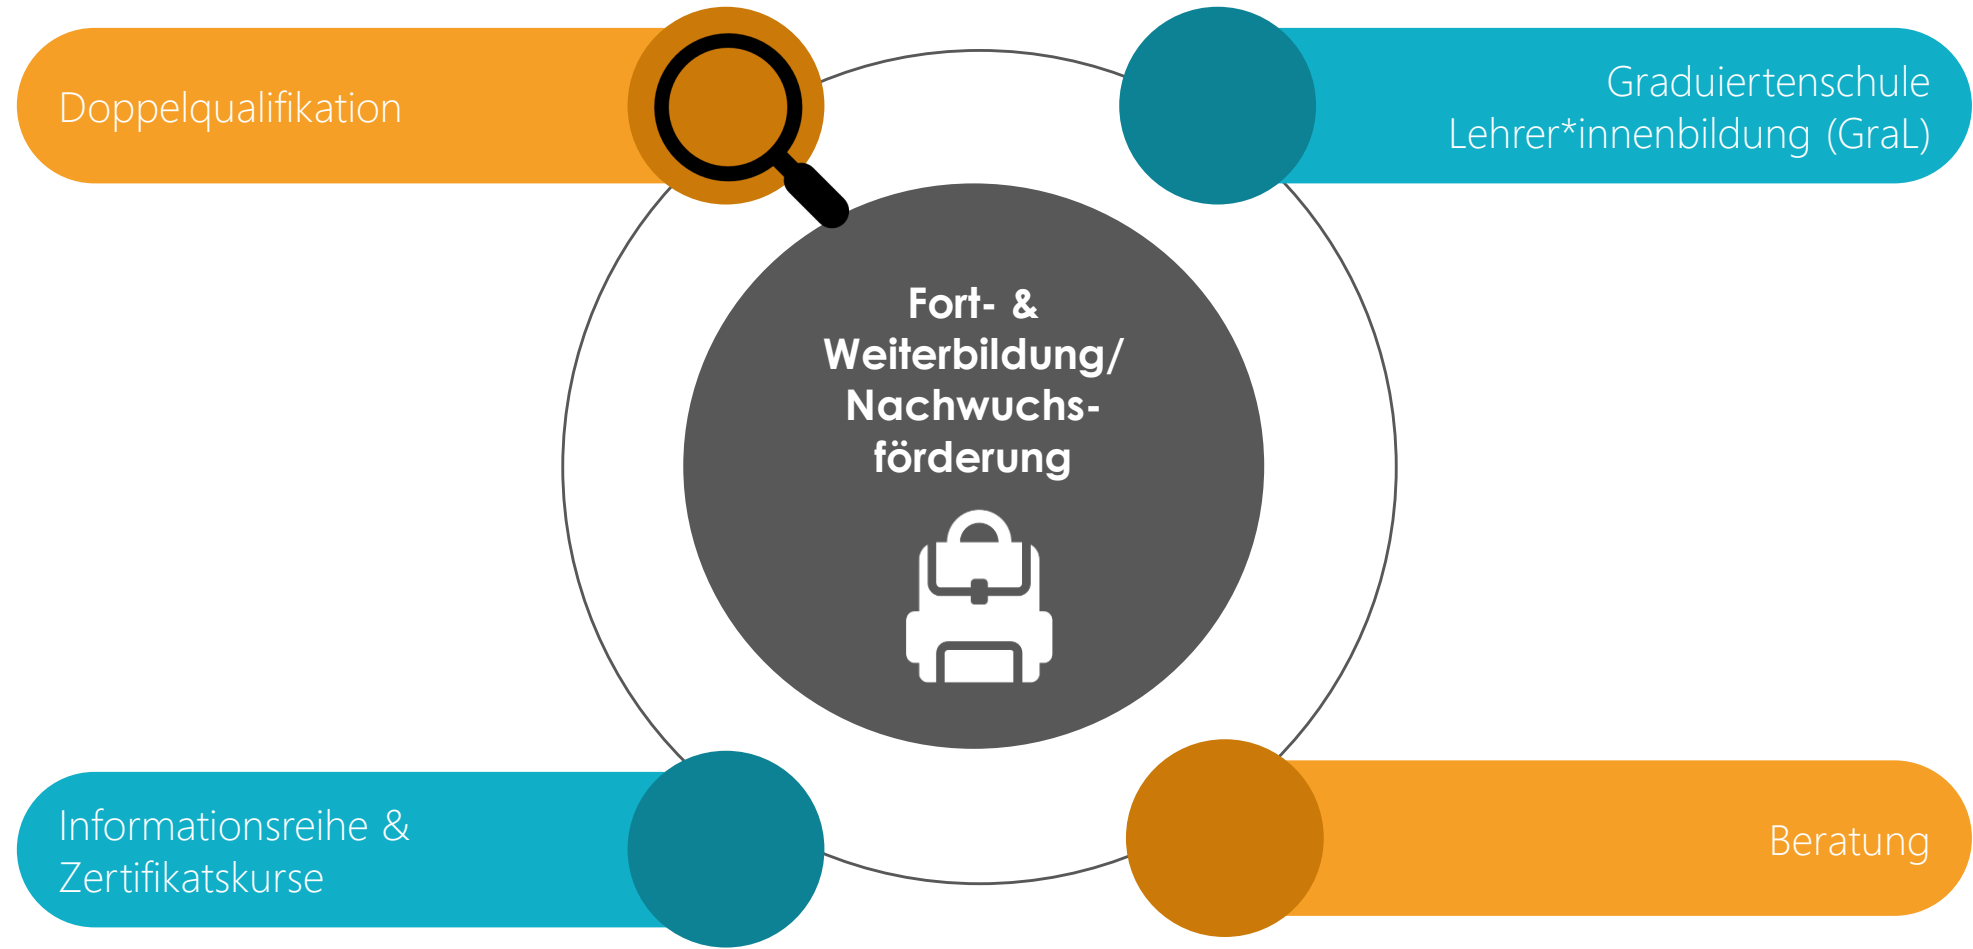 Doppelqualifikation
Graduiertenschule
Lehrer*innenbildung (GraL)
Fort- &
Weiterbildung/
Nachwuchs-
förderung
Informationsreihe &
Zertifikatskurse
Beratung